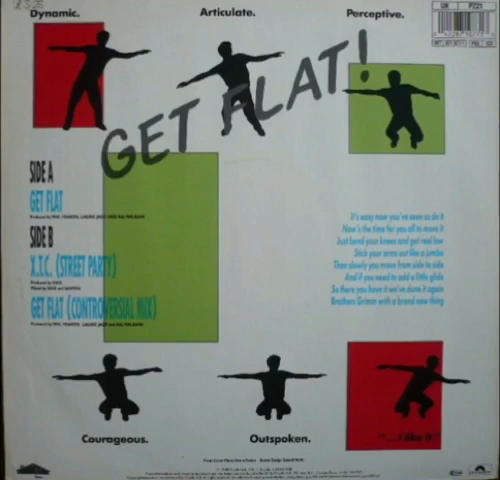 Dynamic.
Articulate.
Perceptive.
UK PZ21
GET FLAT!
SIDE A
GET FLAT
SIDE B
X.T.C. (STREET PARTY)
GET FLAT (CONTROVERSIAL MIX)
It's easy now you've seen us do it
Now's the time for you all to move it
Just bend your knees and get real low
Stick your arms out like a jumbo
Then slowly you move from side to side
And if you need to add a little glide
So there you have it we've done it again
Brothers Grimm with a brand new thing
Courageous.
Outspoken.
"....I like it"